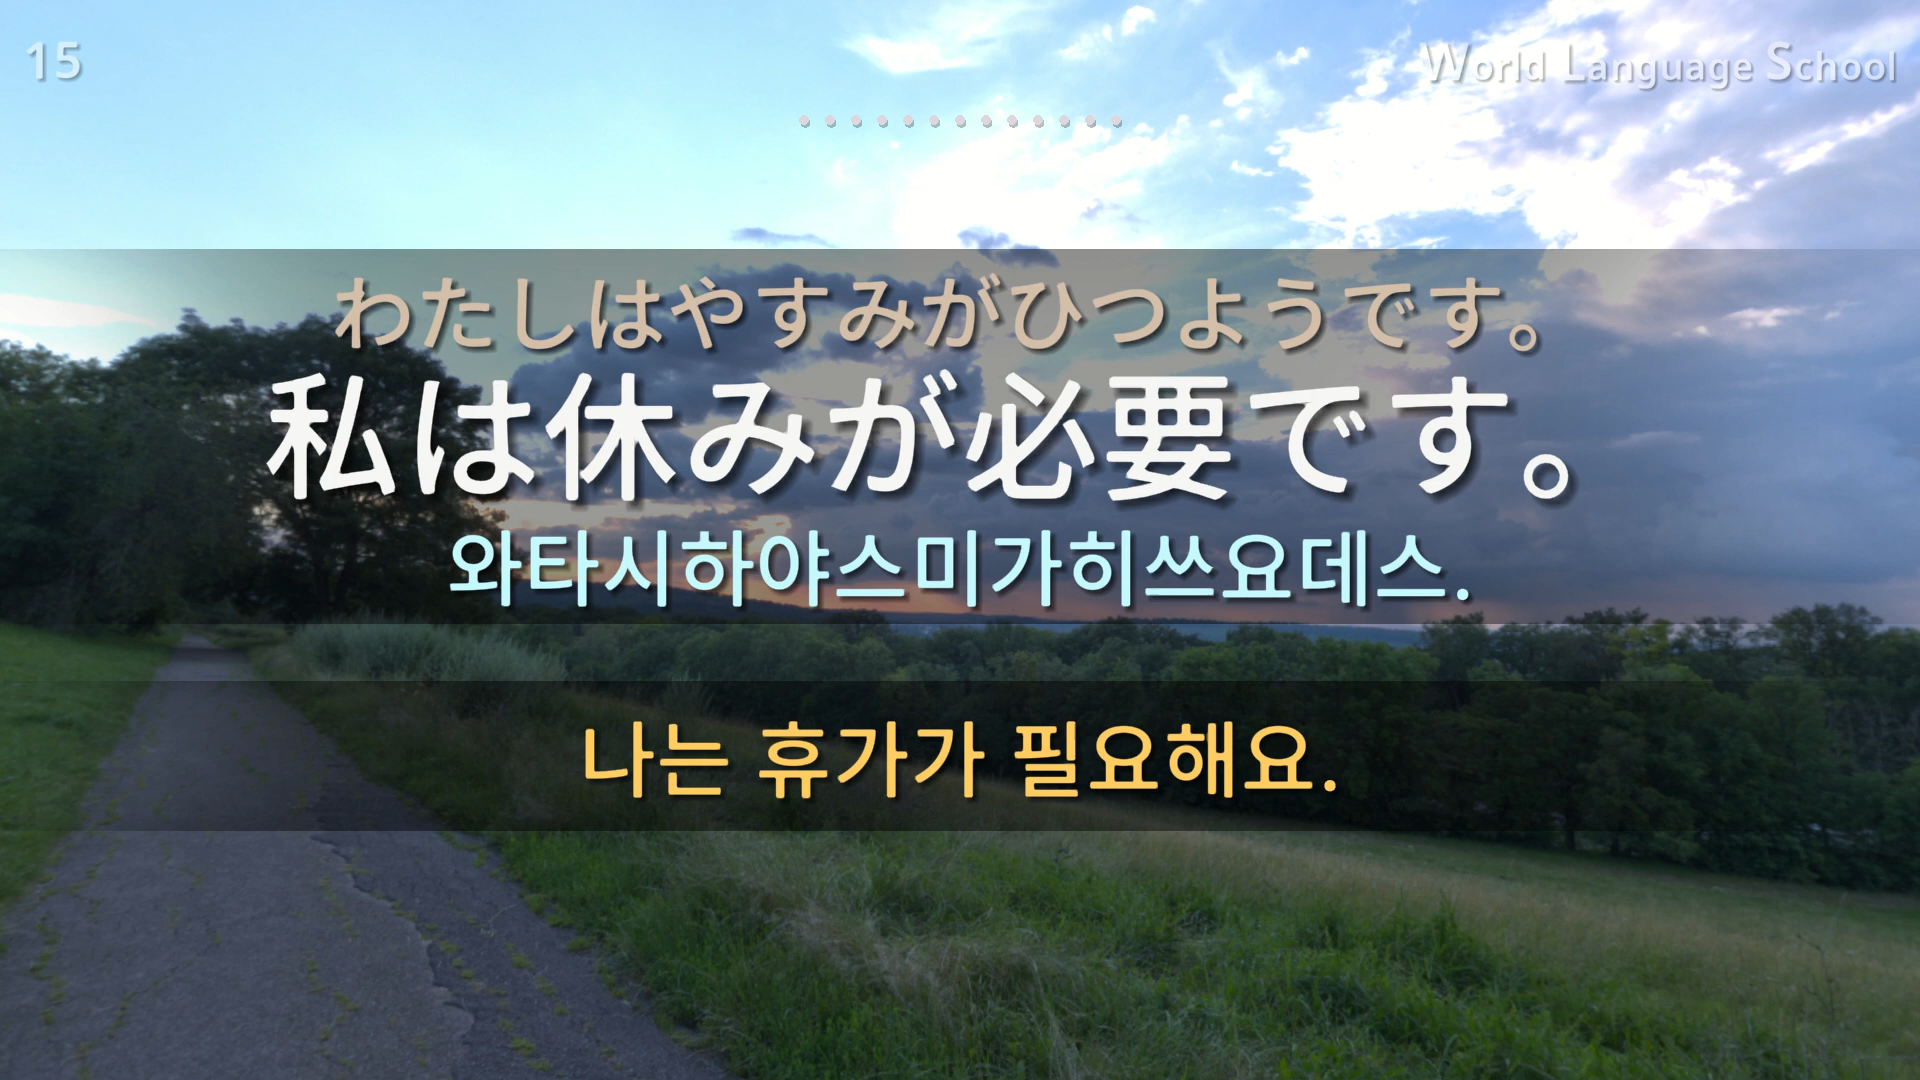 15
World Language School
わたしはやすみがひつようです。
私は休みが必要です。
와타시하야스미가히쓰요데스.
나는 휴가가 필요해요.